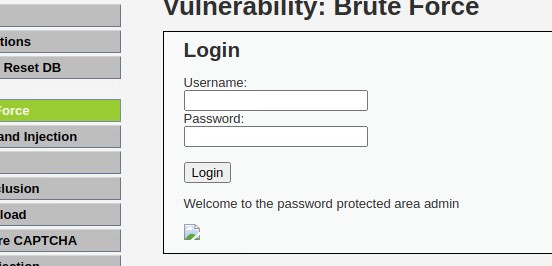 Vulnerability: Brute Force
tions
Reset DB
Force
and Injection
clusion
load
re CAPTCHA
Login
Username:
Password:
Login
Welcome to the password protected area admin